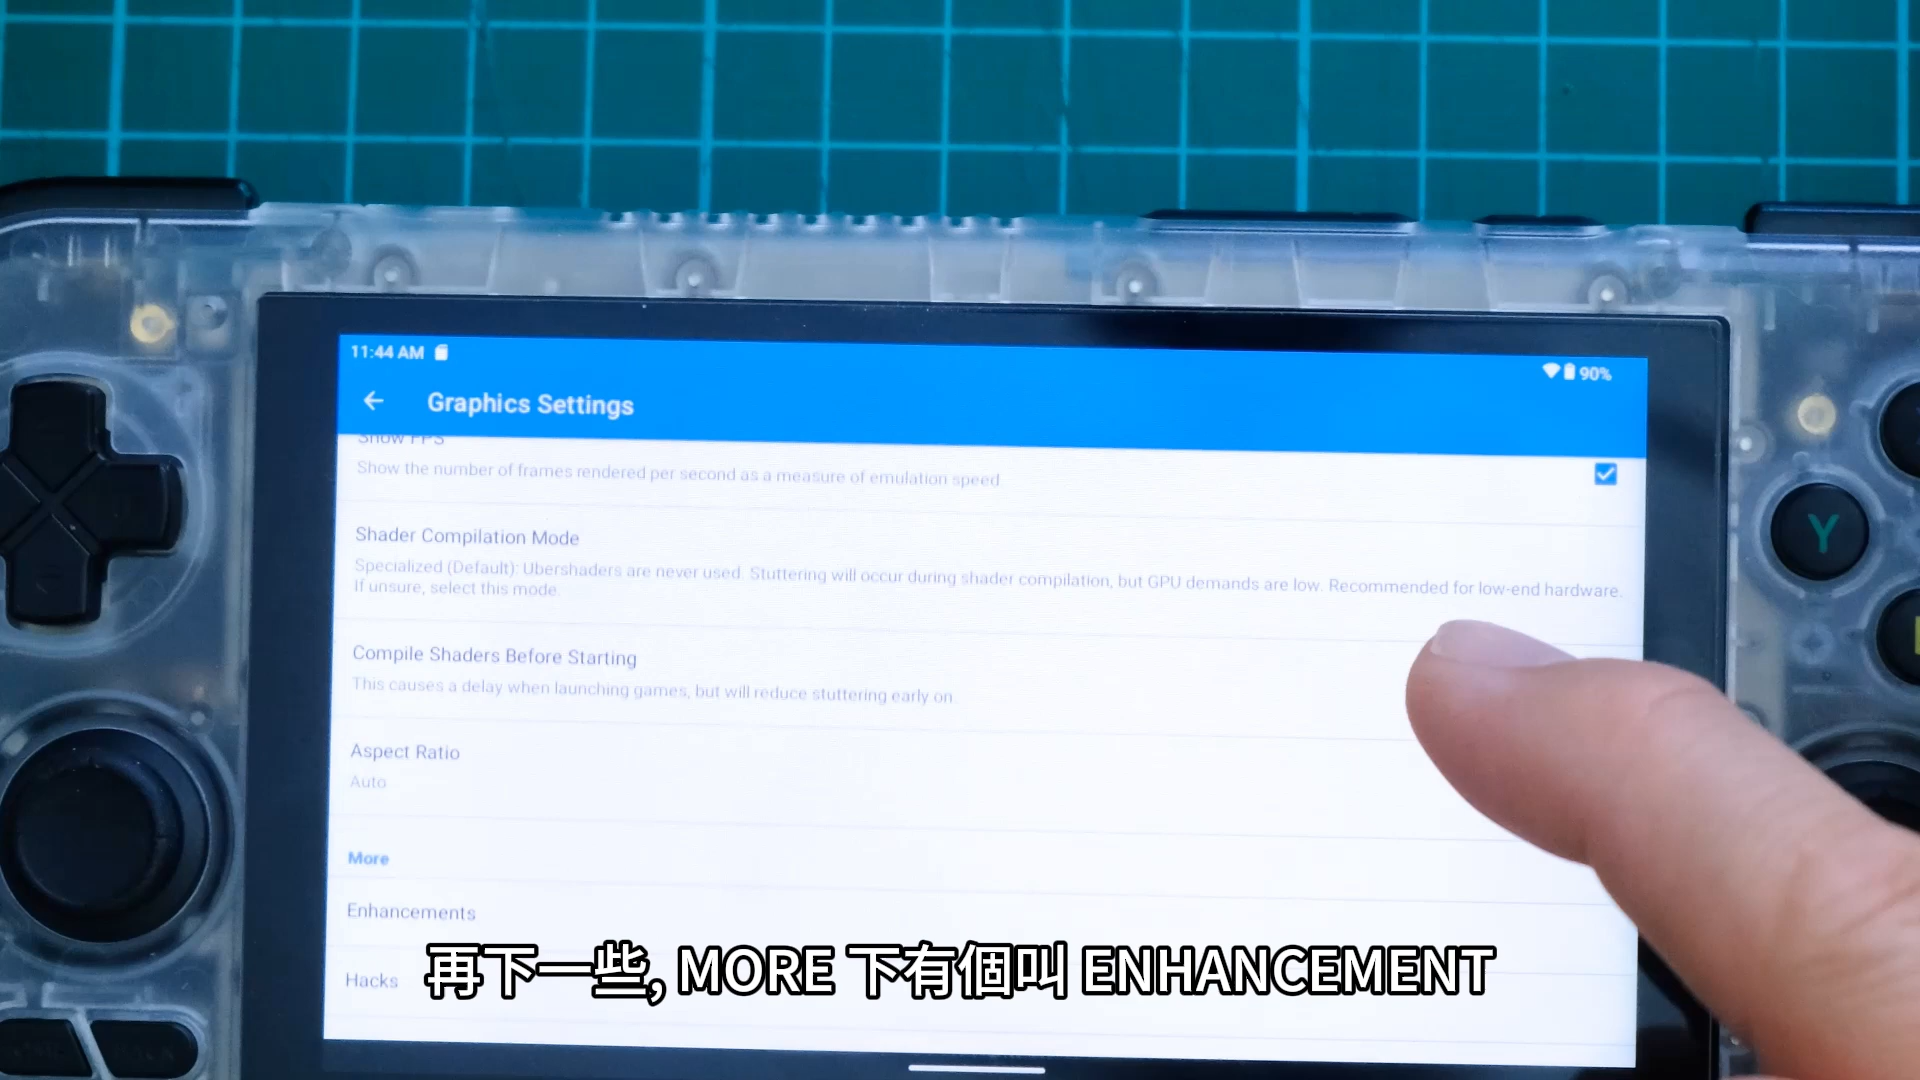 11:44 AM
90%
Graphics Settings
Show FPS
Show the number of frames rendered per second as a measure of emulation speed
Shader Compilation Mode
Specialized (Default): Ubershaders are never used. Stuttering will occur during shader compilation, but GPU demands are low. Recommended for low-end hardware.
If unsure, select this mode.
Compile Shaders Before Starting
This causes a delay when launching games, but will reduce stuttering early on.
Aspect Ratio
Auto
More
Enhancements
Hacks
Y
再下一些, MORE 下有個叫 ENHANCEMENT